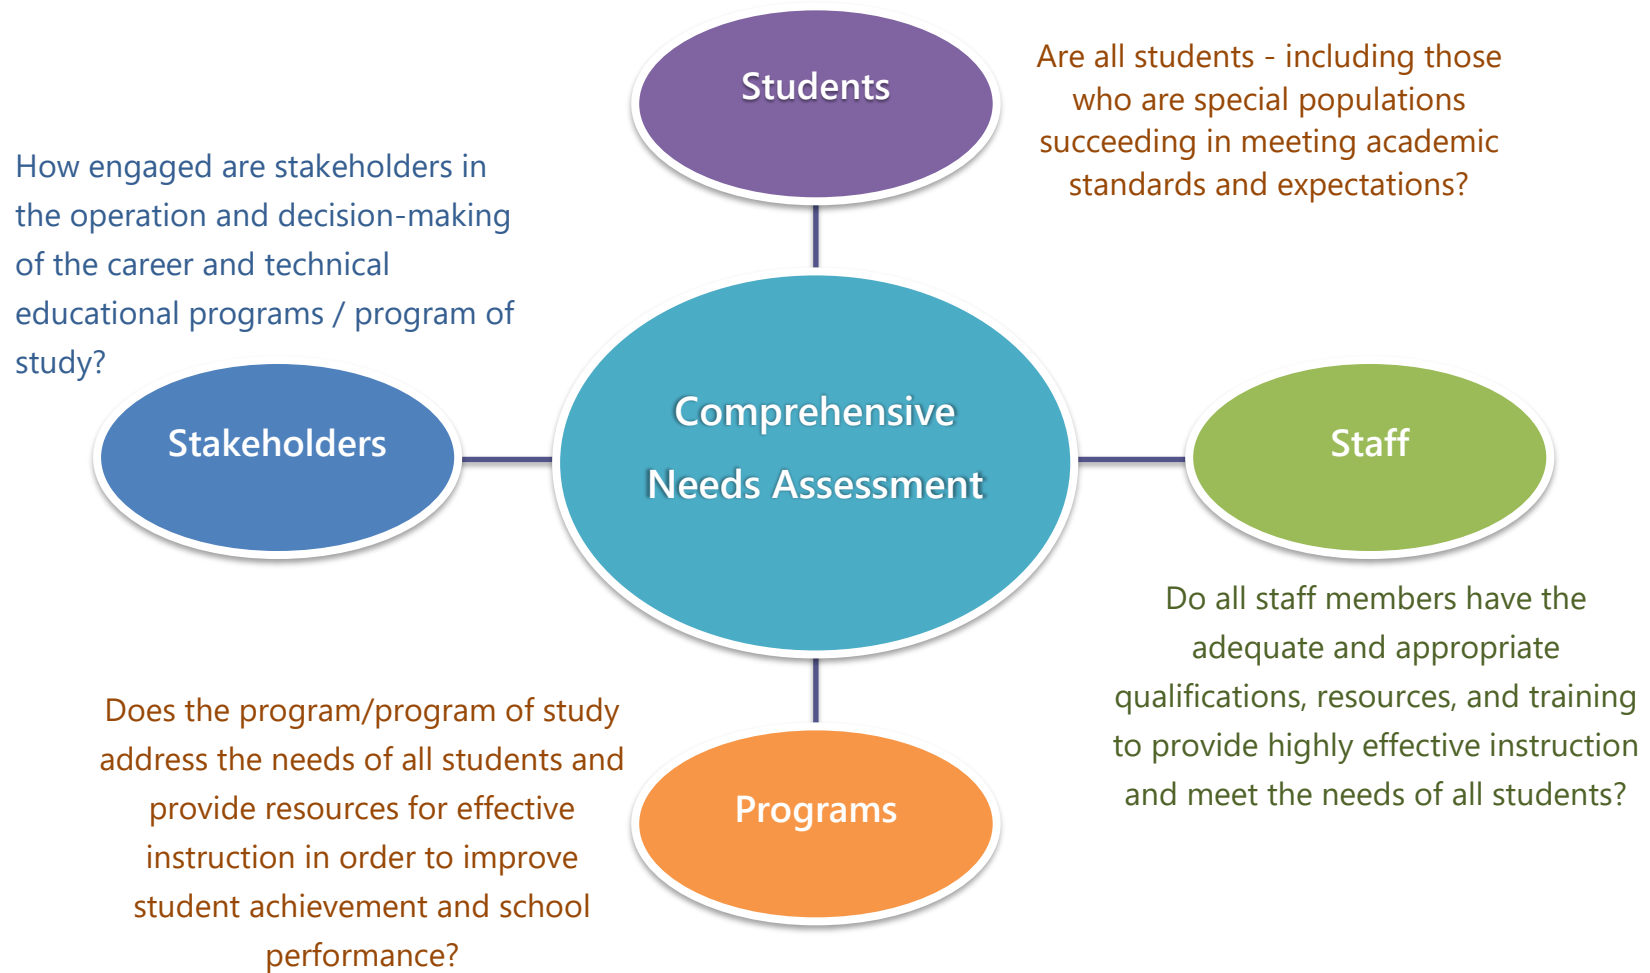 Students
Are all students - including those
who are special populations
succeeding in meeting academic
standards and expectations?
How engaged are stakeholders in
the operation and decision-making
of the career and technical
educational programs / program of
study?
Stakeholders
Comprehensive
Needs Assessment
Staff
Do all staff members have the
adequate and appropriate
qualifications, resources, and training
to provide highly effective instruction
and meet the needs of all students?
Does the program/program of study
address the needs of all students and
provide resources for effective
instruction in order to improve
student achievement and school
performance?
Programs